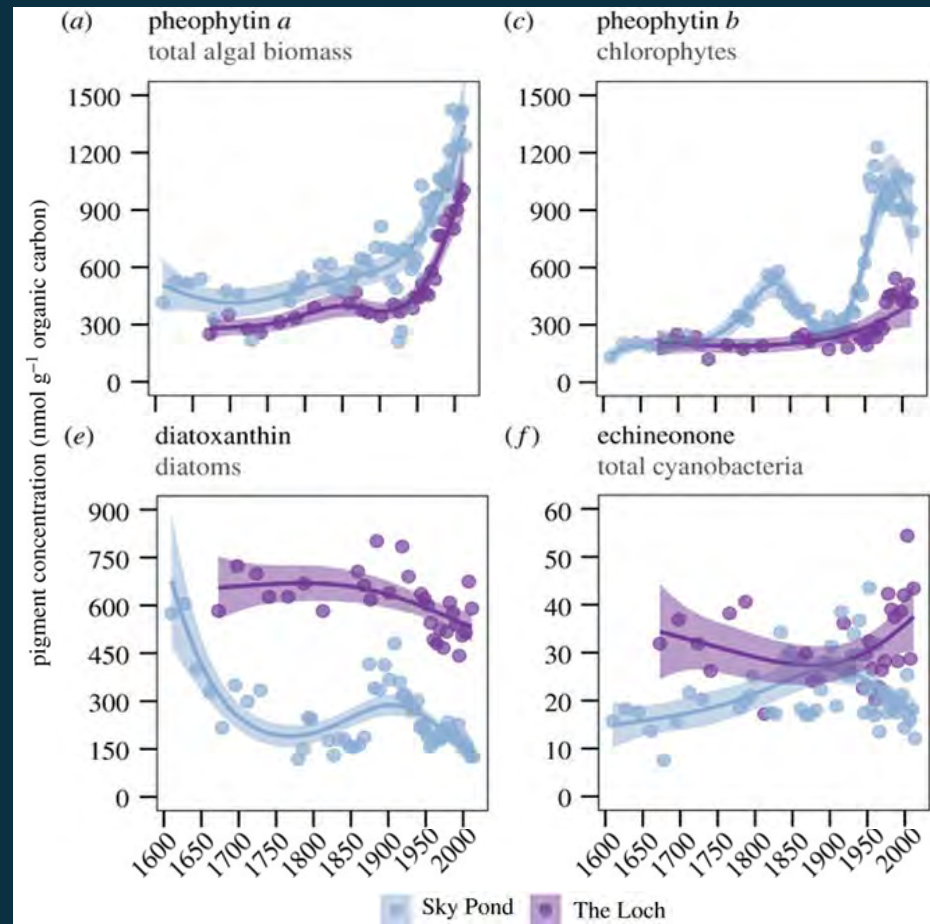 (a) pheophytin a
total algal biomass
(c) pheophytin b
chlorophytes
pigment concentration (nmol g⁻¹ organic carbon)
1500
1200
900
600
300
0
1500
1200
900
600
300
0
(e) diatoxanthin
diatoms
(f) echineonone
total cyanobacteria
900
750
600
450
300
150
0
60
50
40
30
20
10
0
1600 1650 1700 1750 1800 1850 1900 1950 2000
1600 1650 1700 1750 1800 1850 1900 1950 2000
Sky Pond The Loch